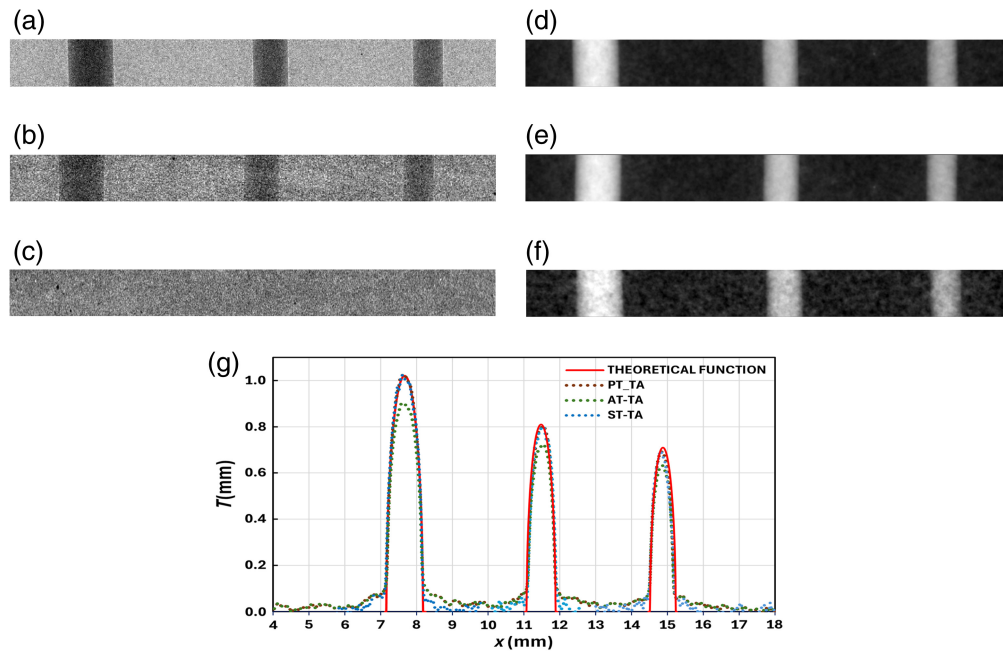 (a)
(d)
(b)
(e)
(c)
(f)
(g)
THEORETICAL FUNCTION
PT_TA
AT-TA
ST-TA
1.0
0.8
0.6
0.4
0.2
0.0
T(mm)
4 5 6 7 8 9 10 11 12 13 14 15 16 17 18
x (mm)